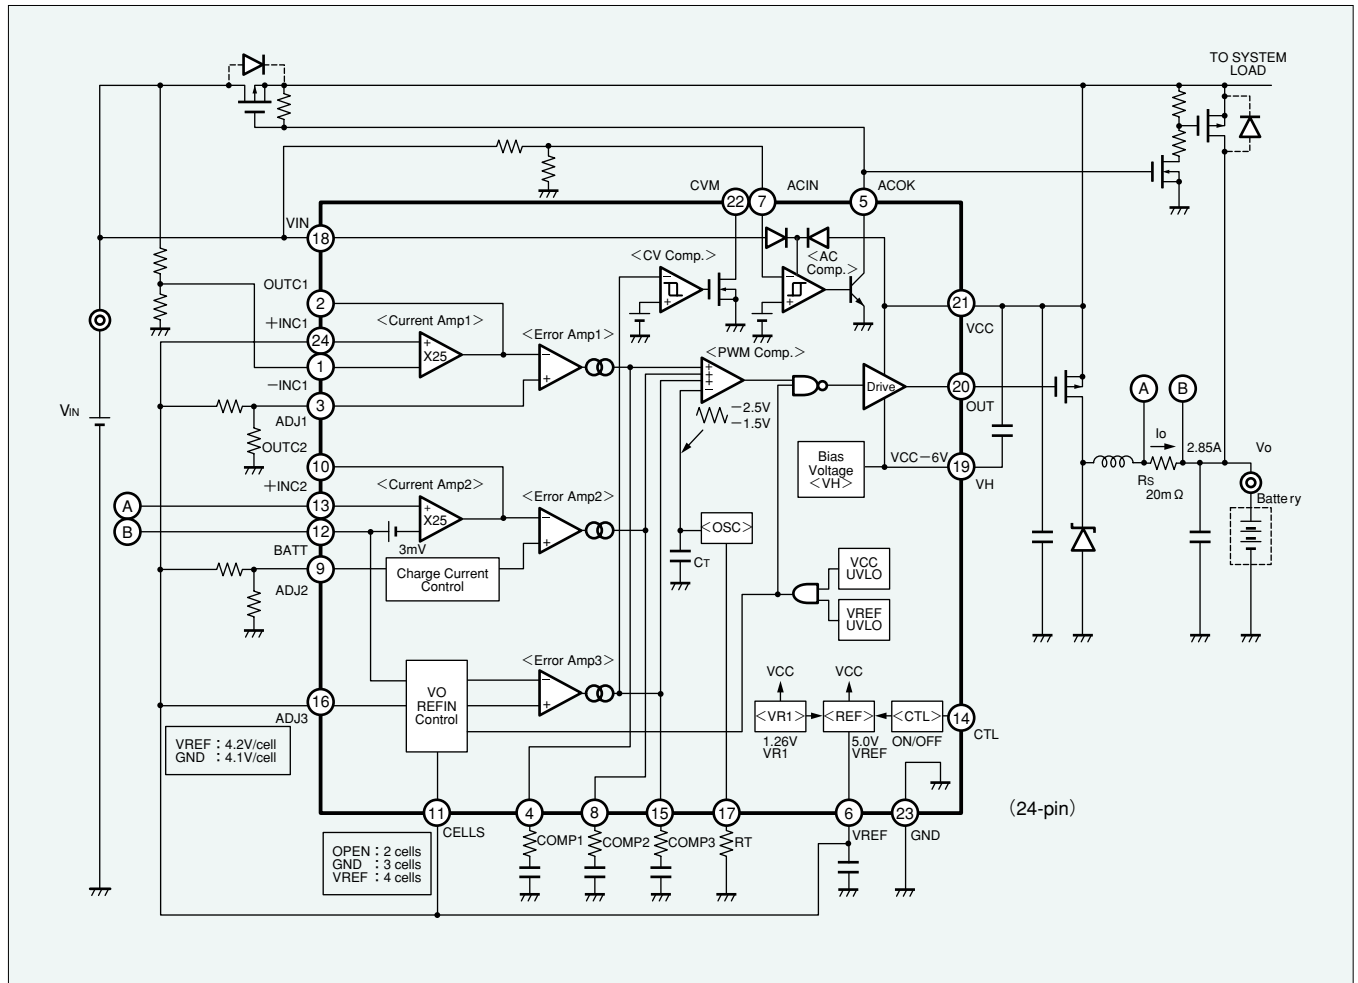 TO SYSTEM
LOAD
CVM
ACIN
ACOK
22
7
5
VIN
18
<CV Comp.>
<AC
Comp.>
OUTC1
2
21
VCC
+INC1
24
<Current Amp1>
<Error Amp1>
X25
1
<PWM Comp.>
−INC1
Drive
20
OUT
A
B
VIN
3
ADJ1
−2.5V
−1.5V
Io
2.85A
Vo
OUTC2
10
Bias
Voltage
<VH>
VCC−6V
19
VH
Rs
20mΩ
+INC2
A
13
<Current Amp2>
<Error Amp2>
Battery
X25
B
12
<OSC>
BATT
3mV
CT
9
ADJ2
Charge Current
Control
VCC
UVLO
VREF
UVLO
<Error Amp3>
16
ADJ3
VO
REFIN
Control
VCC
VCC
<VR1>
<REF>
<CTL>
14
CTL
1.26V
VR1
5.0V
VREF
ON/OFF
VREF : 4.2V/cell
GND : 4.1V/cell
11
4
8
15
17
6
23
(24-pin)
CELLS
COMP1
COMP2
COMP3
RT
VREF
GND
OPEN : 2 cells
GND : 3 cells
VREF : 4 cells